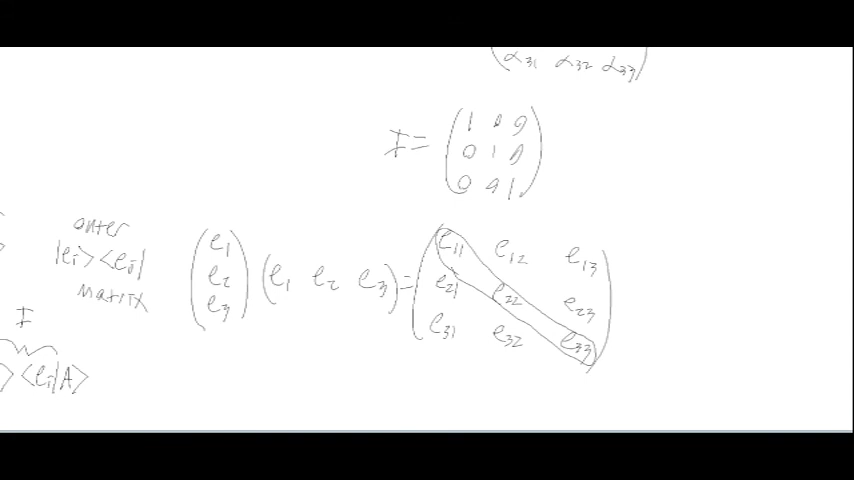 α31 α32 α33
I = (1 0 0
0 1 0
0 0 1)
outer
|ei> <ei|
matrix
(e1
e2
e3) (e1 e2 e3) = (e11 e12 e13
e21 e22 e23
e31 e32 e33)
I
> <ei|A>